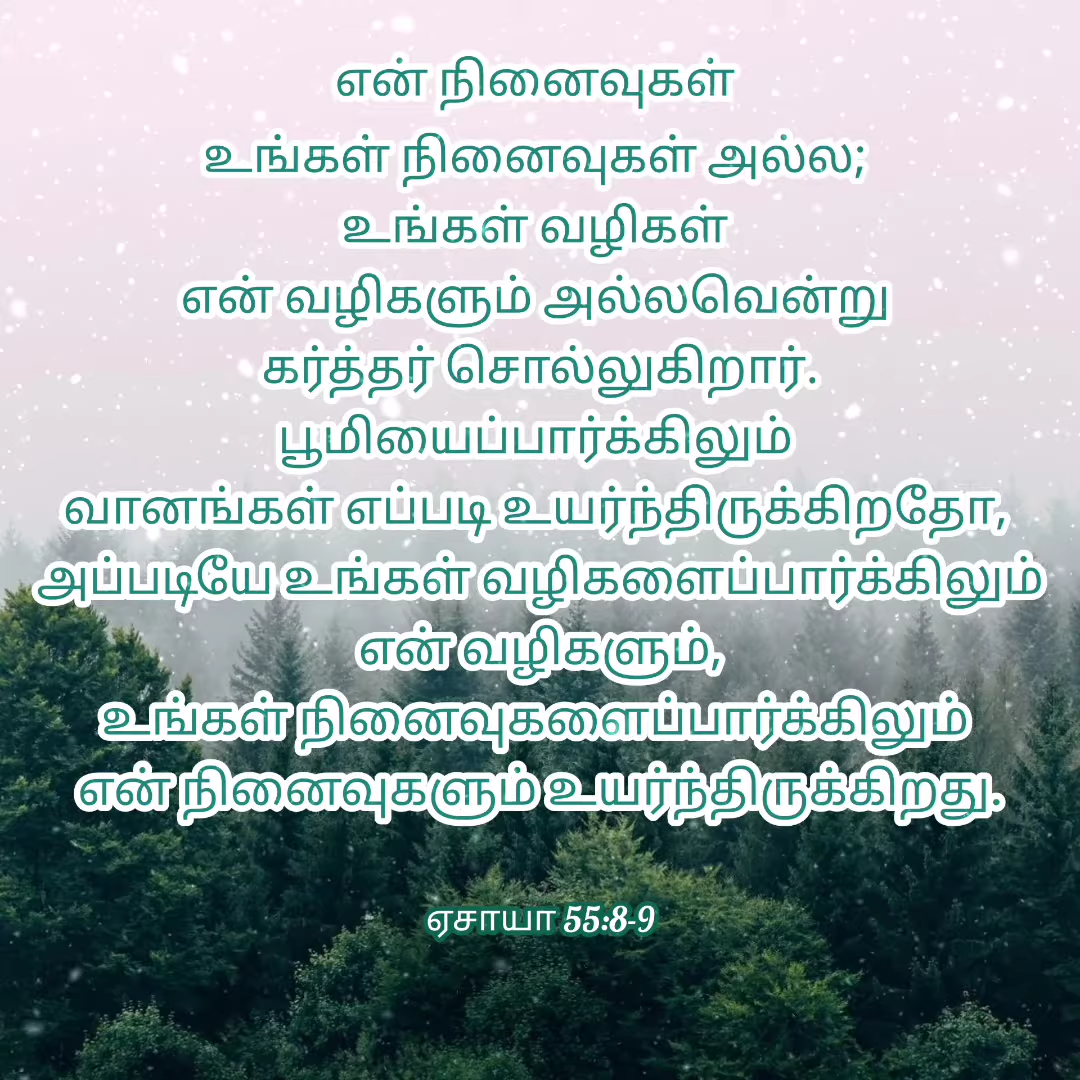 என் நினைவுகள்
உங்கள் நினைவுகள் அல்ல;
உங்கள் வழிகள்
என் வழிகளும் அல்லவென்று
கர்த்தர் சொல்லுகிறார்.
பூமியைப்பார்க்கிலும்
வானங்கள் எப்படி உயர்ந்திருக்கிறதோ,
அப்படியே உங்கள் வழிகளைப்பார்க்கிலும்
என் வழிகளும்,
உங்கள் நினைவுகளைப்பார்க்கிலும்
என் நினைவுகளும் உயர்ந்திருக்கிறது.
ஏசாயா 55:8-9